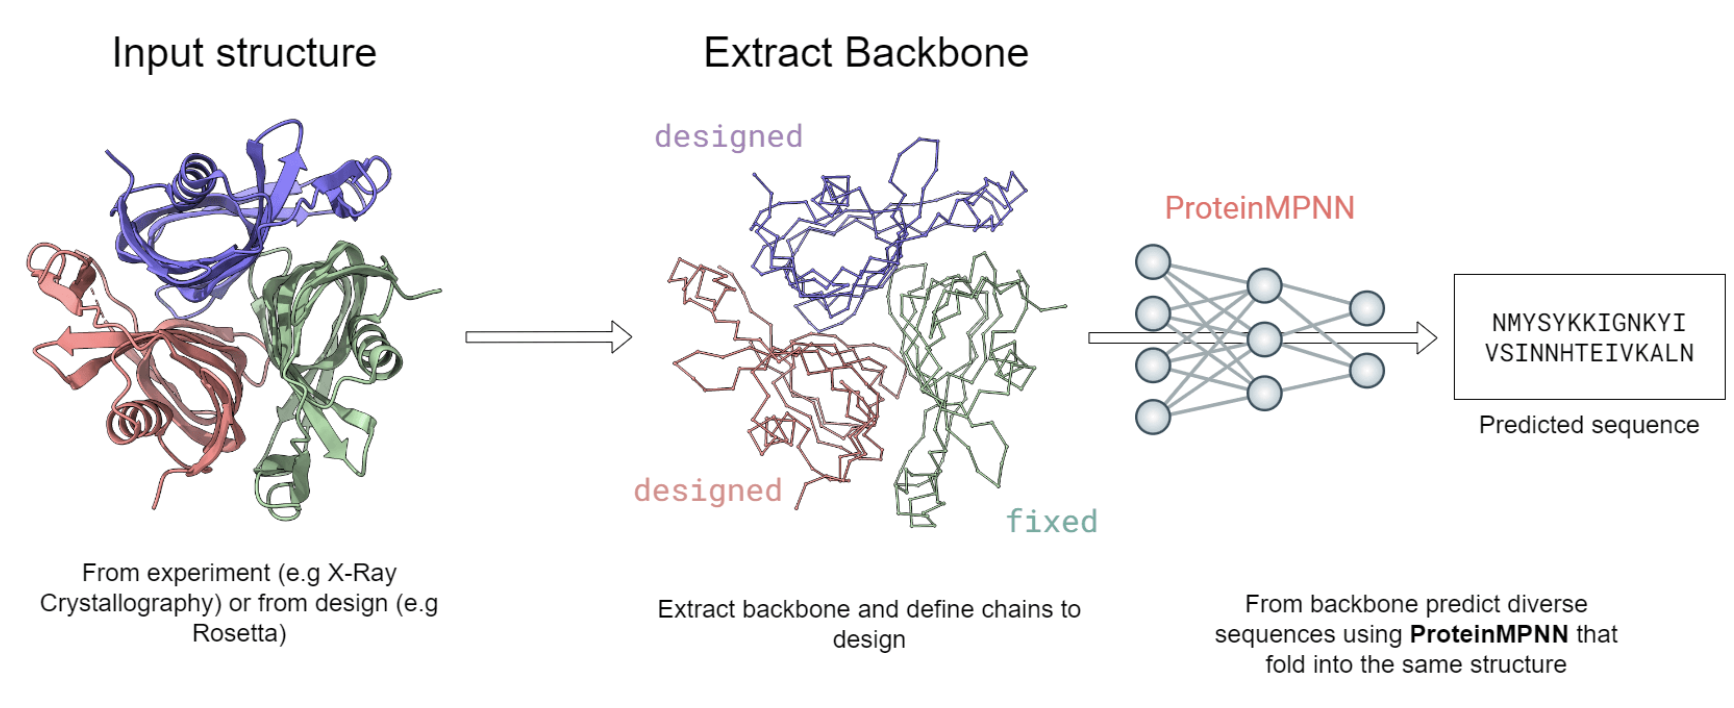 Input structure
Extract Backbone
designed
ProteinMPNN
NMYSYKKIGNKYI
VSINNHTEIVKALN
Predicted sequence
designed
fixed
From experiment (e.g X-Ray
Crystallography) or from design (e.g
Rosetta)
Extract backbone and define chains to
design
From backbone predict diverse
sequences using ProteinMPNN that
fold into the same structure